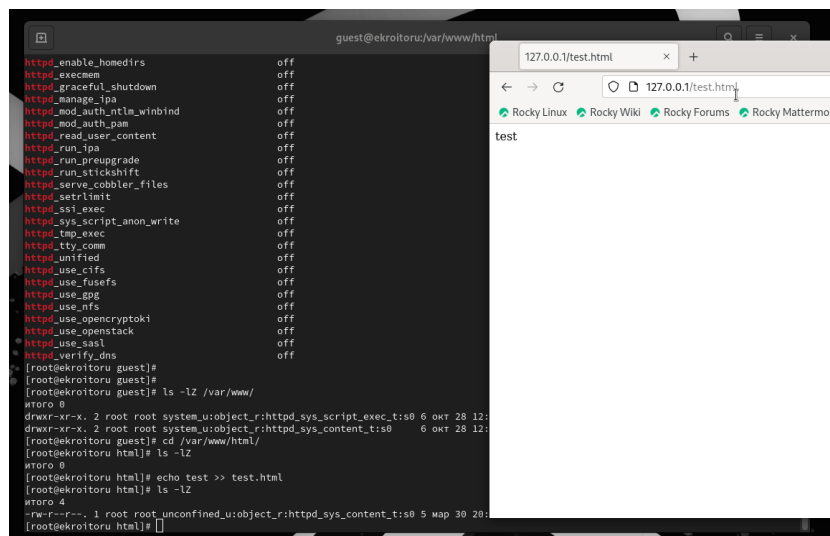 guest@ekroitoru:/var/www/html
httpd_enable_homedirs off
httpd_execmem off
httpd_graceful_shutdown off
httpd_manage_ipa off
httpd_mod_auth_ntlm_winbind off
httpd_mod_auth_pam off
httpd_read_user_content off
httpd_run_ipa off
httpd_run_preupgrade off
httpd_run_stickshift off
httpd_serve_cobbler_files off
httpd_setrlimit off
httpd_ssi_exec off
httpd_sys_script_anon_write off
httpd_tmp_exec off
httpd_tty_comm off
httpd_unified off
httpd_use_cifs off
httpd_use_fusefs off
httpd_use_gpg off
httpd_use_nfs off
httpd_use_opencryptoki off
httpd_use_openstack off
httpd_use_sasl off
httpd_verify_dns off
[root@ekroitoru guest]#
[root@ekroitoru guest]#
[root@ekroitoru guest]# ls -lZ /var/www/
итого 0
drwxr-xr-x. 2 root root system_u:object_r:httpd_sys_script_exec_t:s0 6 окт 28 12:
drwxr-xr-x. 2 root root system_u:object_r:httpd_sys_content_t:s0 6 окт 28 12:
[root@ekroitoru guest]# cd /var/www/html/
[root@ekroitoru html]# ls -lZ
итого 0
[root@ekroitoru html]# echo test >> test.html
[root@ekroitoru html]# ls -lZ
итого 4
-rw-r--r--. 1 root root unconfined_u:object_r:httpd_sys_content_t:s0 5 мар 30 20:
[root@ekroitoru html]#
127.0.0.1/test.html
127.0.0.1/test.html
Rocky Linux Rocky Wiki Rocky Forums Rocky Mattermo
test